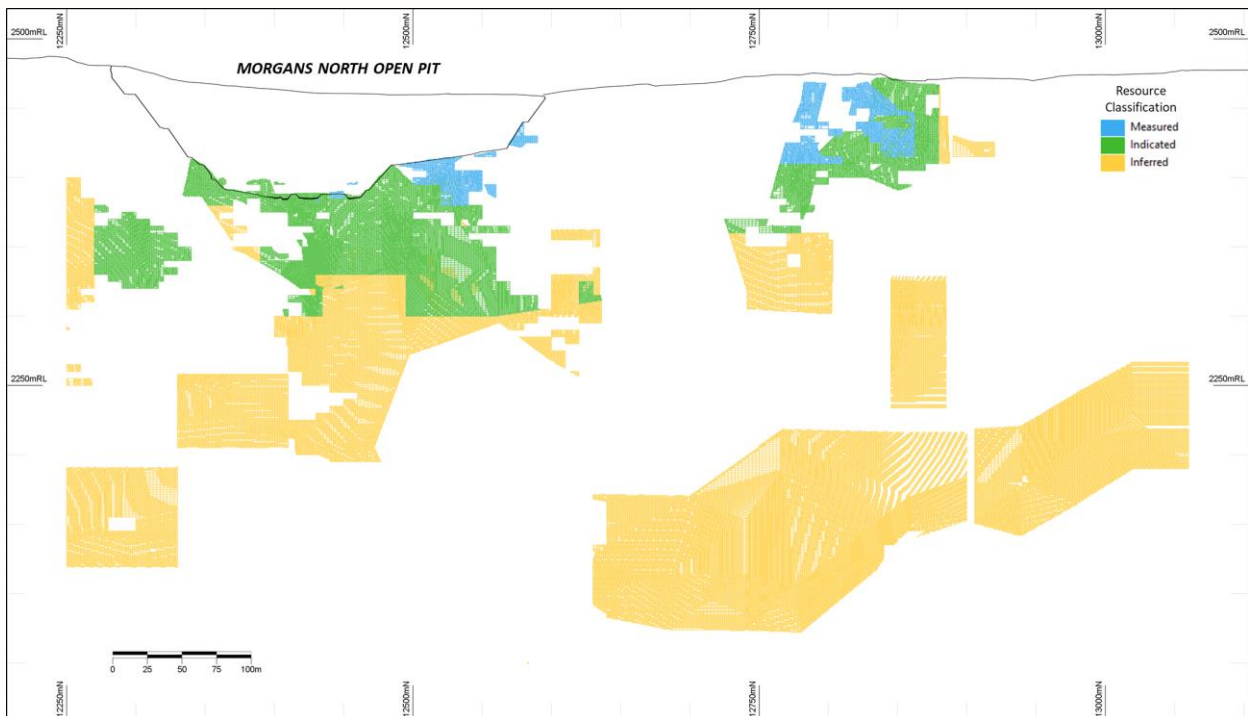 12250mN
12500mN
12750mN
13000mN
2500mRL
2500mRL
MORGANS NORTH OPEN PIT
Resource
Classification
Measured
Indicated
Inferred
2250mRL
2250mRL
0 25 50 75 100m
12250mN
12500mN
12750mN
13000mN